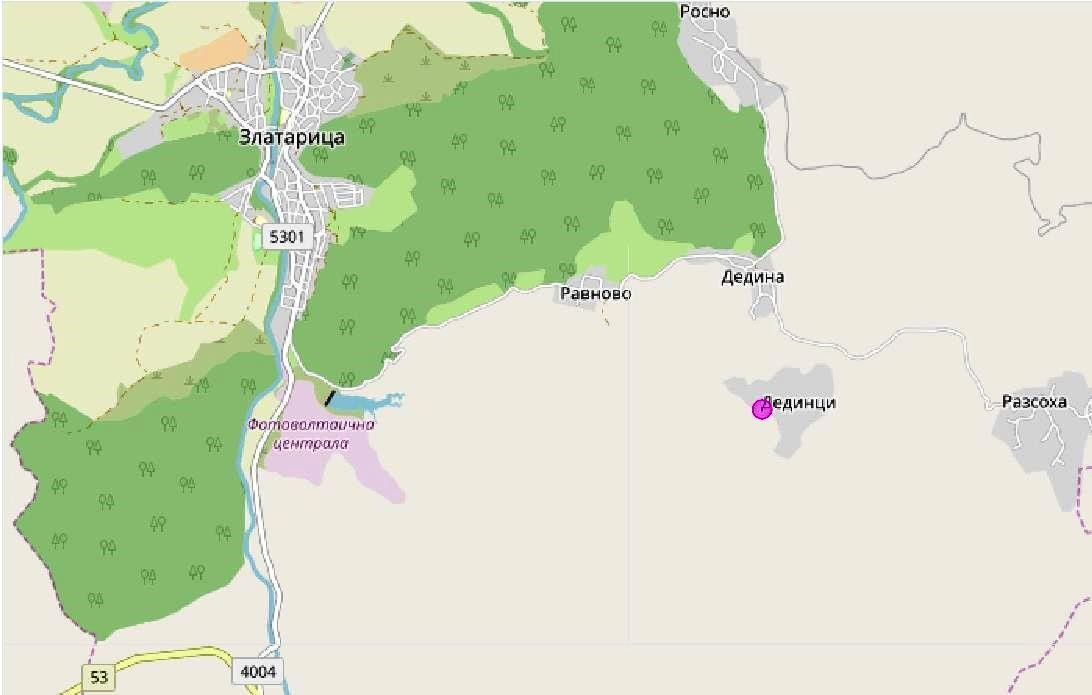 Росно
Златарица
5301
Дедина
Равново
Дединци
Разсоха
Фотоволтаична
централа
53
4004